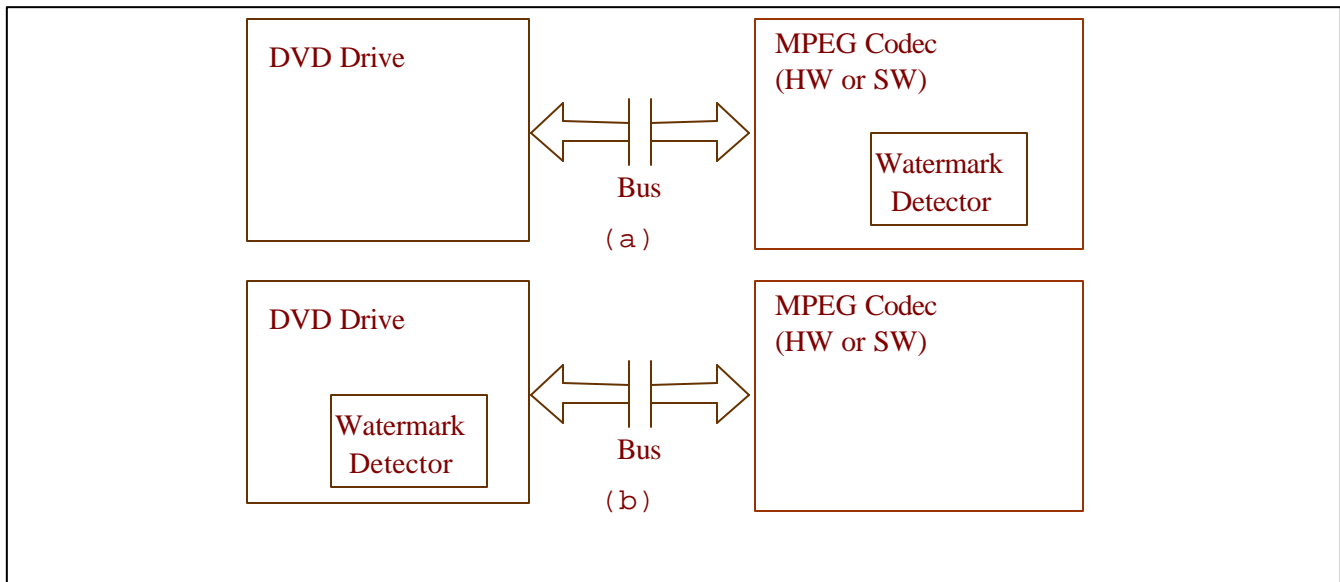 DVD Drive
MPEG Codec
(HW or SW)
Watermark
Detector
Bus
(a)
DVD Drive
MPEG Codec
(HW or SW)
Watermark
Detector
Bus
(b)